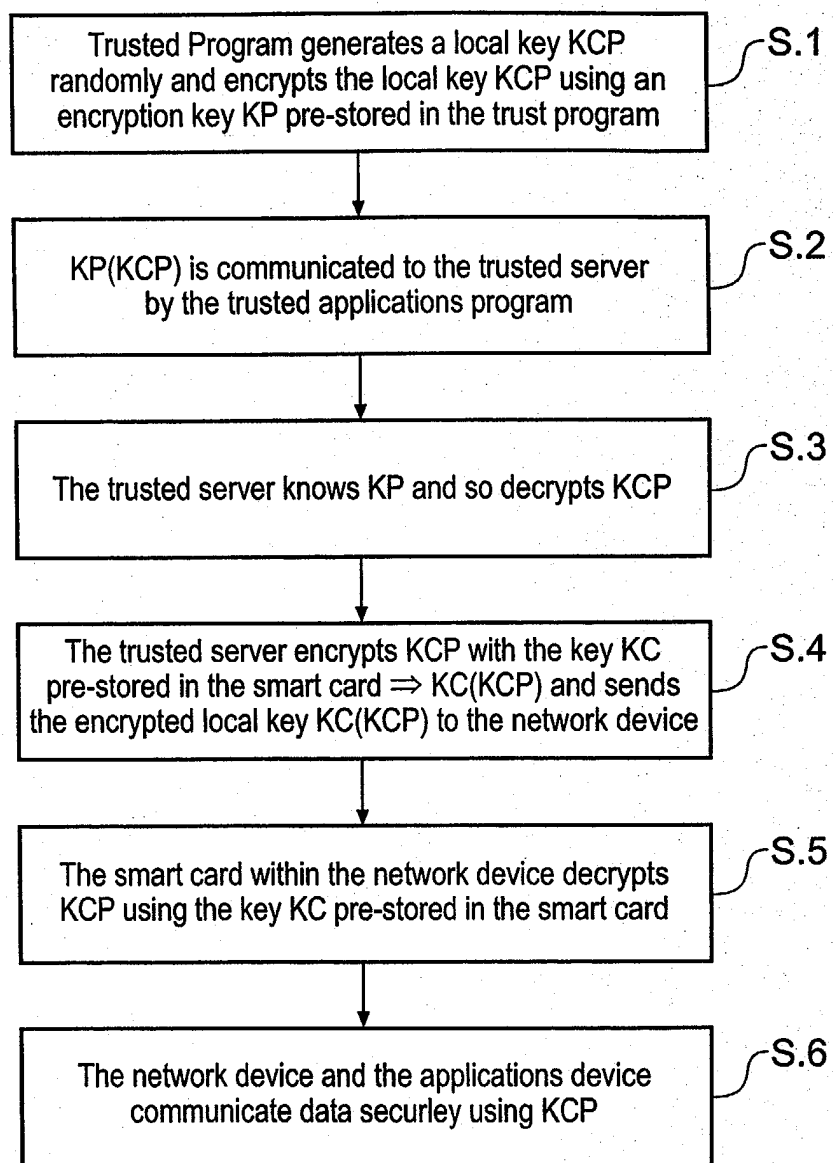 Trusted Program generates a local key KCP
randomly and encrypts the local key KCP using an
encryption key KP pre-stored in the trust program
S.1
KP(KCP) is communicated to the trusted server
by the trusted applications program
S.2
The trusted server knows KP and so decrypts KCP
S.3
The trusted server encrypts KCP with the key KC
pre-stored in the smart card ⇒ KC(KCP) and sends
the encrypted local key KC(KCP) to the network device
S.4
The smart card within the network device decrypts
KCP using the key KC pre-stored in the smart card
S.5
The network device and the applications device
communicate data securley using KCP
S.6